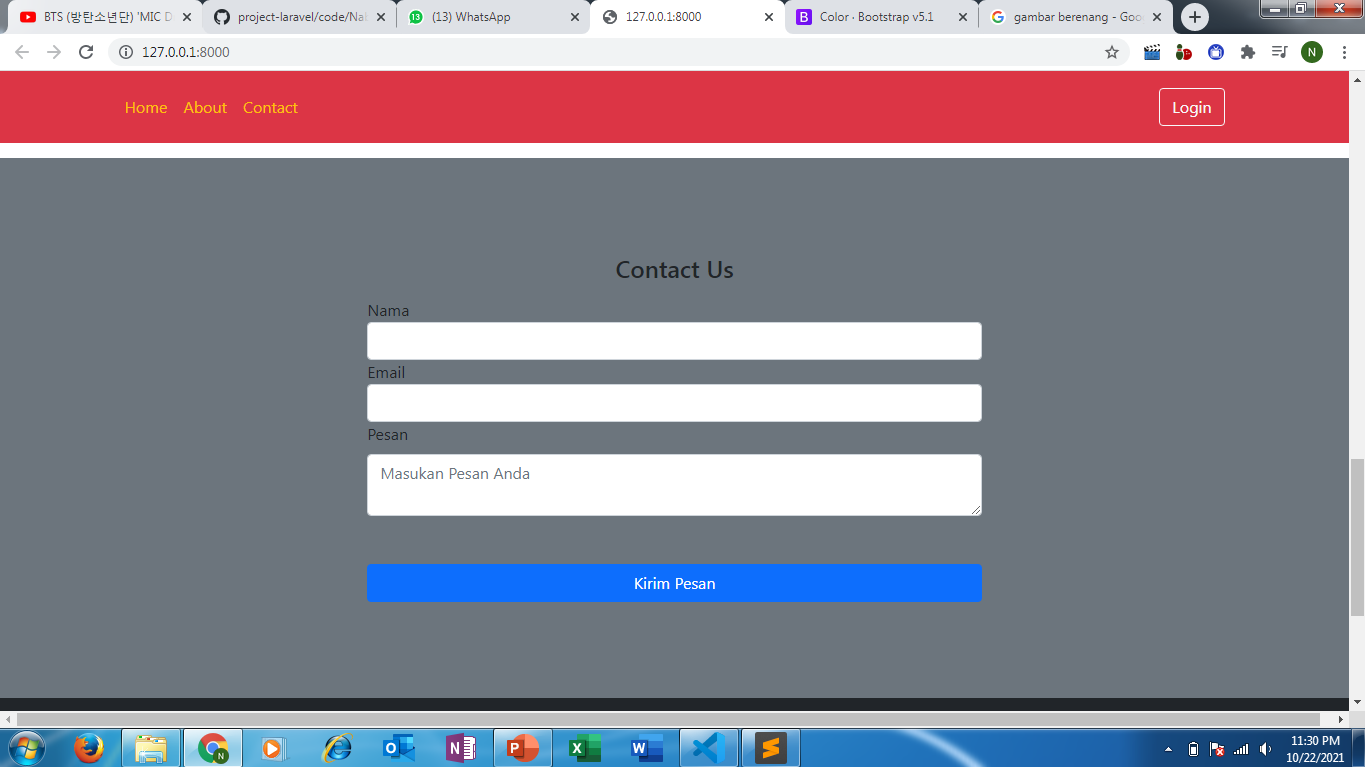 BTS (방탄소년단) 'MIC D
project-laravel/code/Nab
(13) WhatsApp
127.0.0.1:8000
Color · Bootstrap v5.1
gambar berenang - Goo
127.0.0.1:8000
N
Home About Contact
Login
Contact Us
Nama
Email
Pesan
Masukan Pesan Anda
Kirim Pesan
11:30 PM
10/22/2021